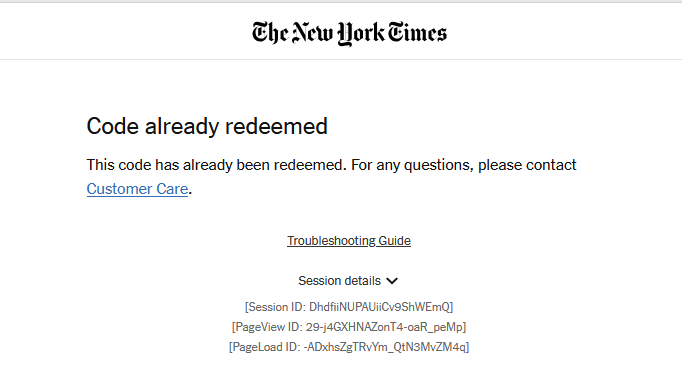 The New York Times
Code already redeemed
This code has already been redeemed. For any questions, please contact
Customer Care.
Troubleshooting Guide
Session details
[Session ID: DhdfiiNUPAUiiCv9ShWEmQ]
[PageView ID: 29-j4GXHNAZonT4-oaR_peMp]
[PageLoad ID: -ADxhsZgTRvYm_QtN3MvZM4q]